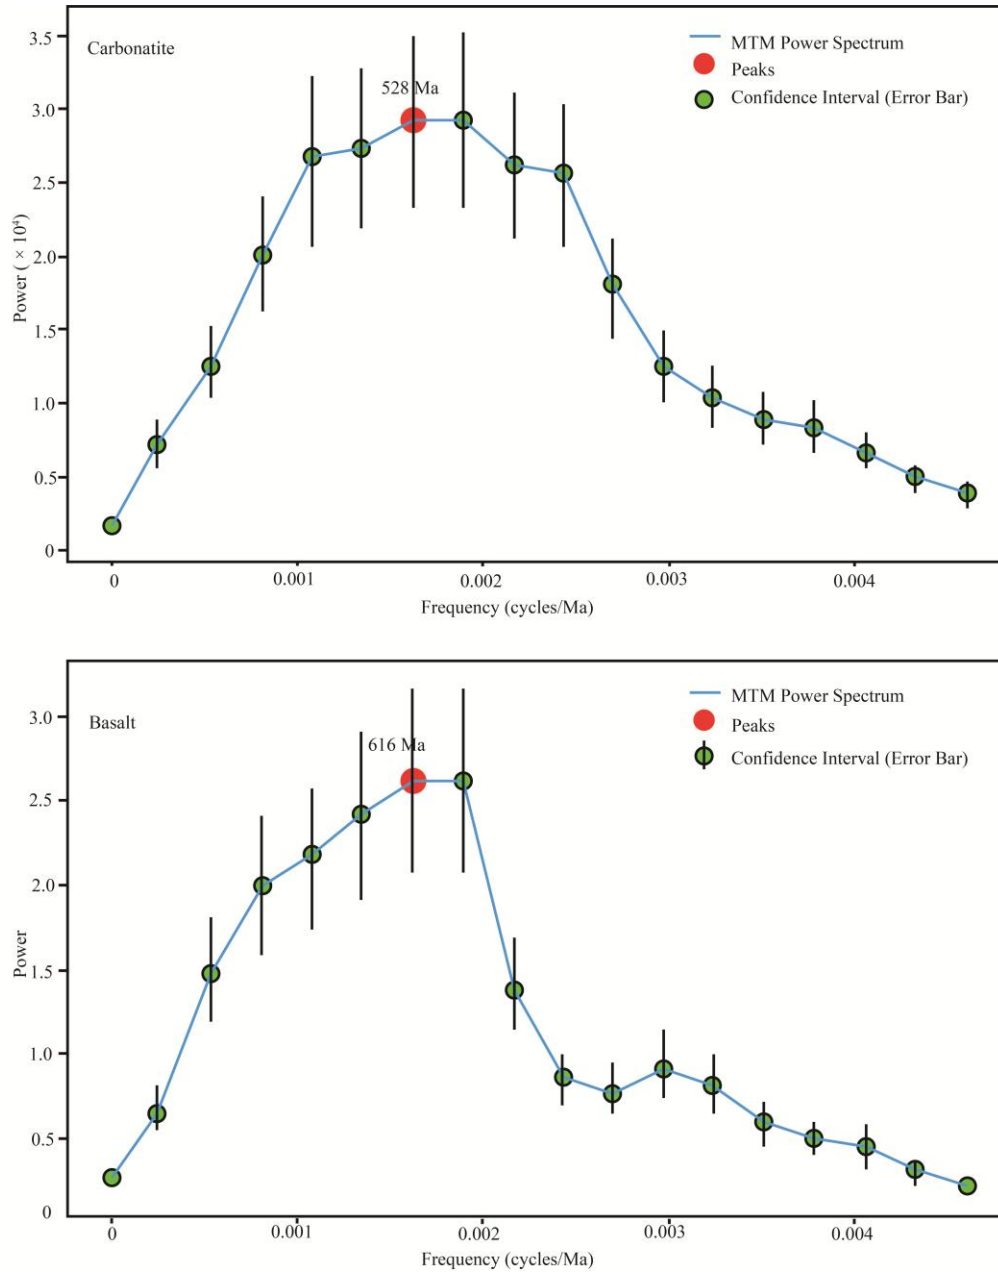 3.5
Carbonatite
MTM Power Spectrum
Peaks
528 Ma
Confidence Interval (Error Bar)
3.0
2.5
2.0
Power ( × 10⁴)
1.5
1.0
0.5
0
0
0.001
0.002
0.003
0.004
Frequency (cycles/Ma)
MTM Power Spectrum
3.0
Basalt
Peaks
616 Ma
Confidence Interval (Error Bar)
2.5
2.0
Power
1.5
1.0
0.5
0
0
0.001
0.002
0.003
0.004
Frequency (cycles/Ma)